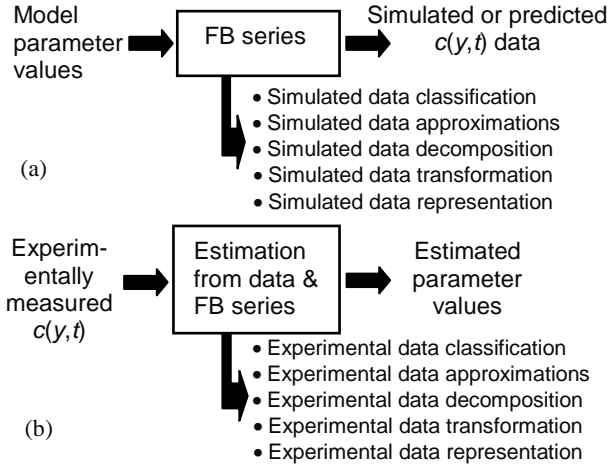 Model
parameter
values
FB series
Simulated or predicted
c(y,t) data
• Simulated data classification
• Simulated data approximations
• Simulated data decomposition
• Simulated data transformation
• Simulated data representation
(a)
Experim-
entally
measured
c(y,t)
Estimation
from data &
FB series
Estimated
parameter
values
• Experimental data classification
• Experimental data approximations
• Experimental data decomposition
• Experimental data transformation
• Experimental data representation
(b)